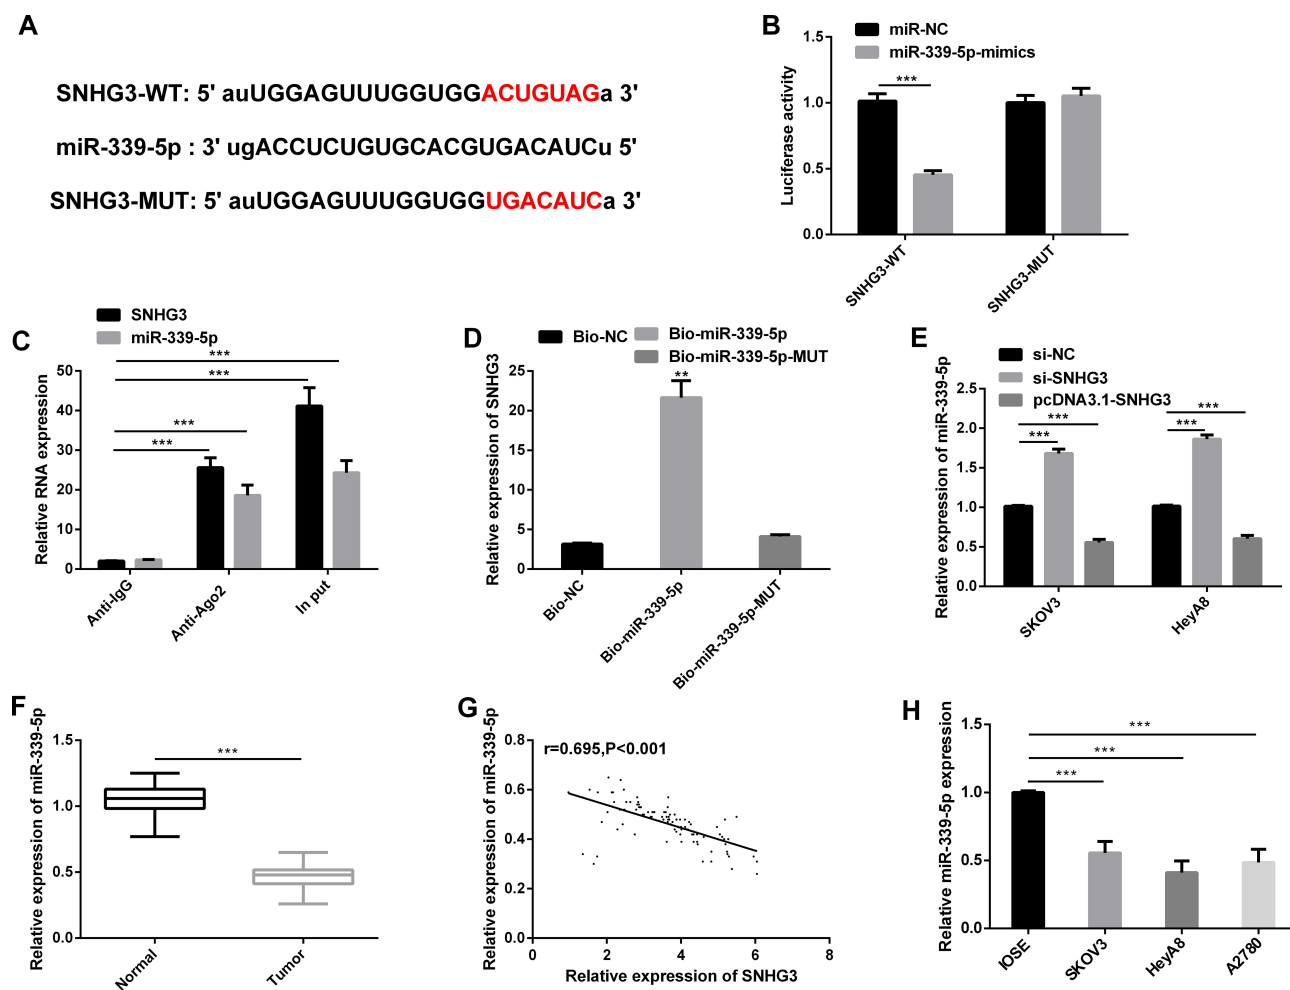 A
SNHG3-WT: 5' auUGGAGUUUGGUGGACUGUAGa 3'
miR-339-5p : 3' ugACCUCUGUGCACGUGACAUCu 5'
SNHG3-MUT: 5' auUGGAGUUUGGUGGUGACAUCa 3'
B
miR-NC
miR-339-5p-mimics
Luciferase activity
1.5
1.0
0.5
0.0
***
SNHG3-WT
SNHG3-MUT
C
SNHG3
miR-339-5p
Relative RNA expression
50
40
30
20
10
0
***
***
***
***
Anti-IgG
Anti-Ago2
In put
D
Bio-NC
Bio-miR-339-5p
Bio-miR-339-5p-MUT
Relative expression of SNHG3
25
20
15
10
5
0
**
Bio-NC
Bio-miR-339-5p
Bio-miR-339-5p-MUT
E
si-NC
si-SNHG3
pcDNA3.1-SNHG3
Relative expression of miR-339-5p
2.5
2.0
1.5
1.0
0.5
0.0
***
***
***
***
SKOV3
HeyA8
F
Relative expression of miR-339-5p
1.5
1.0
0.5
0.0
***
Normal
Tumor
G
r=0.695,P<0.001
Relative expression of miR-339-5p
0.8
0.6
0.4
0.2
0.0
0
2
4
6
8
Relative expression of SNHG3
H
Relative miR-339-5p expression
1.5
1.0
0.5
0.0
***
***
***
IOSE
SKOV3
HeyA8
A2780